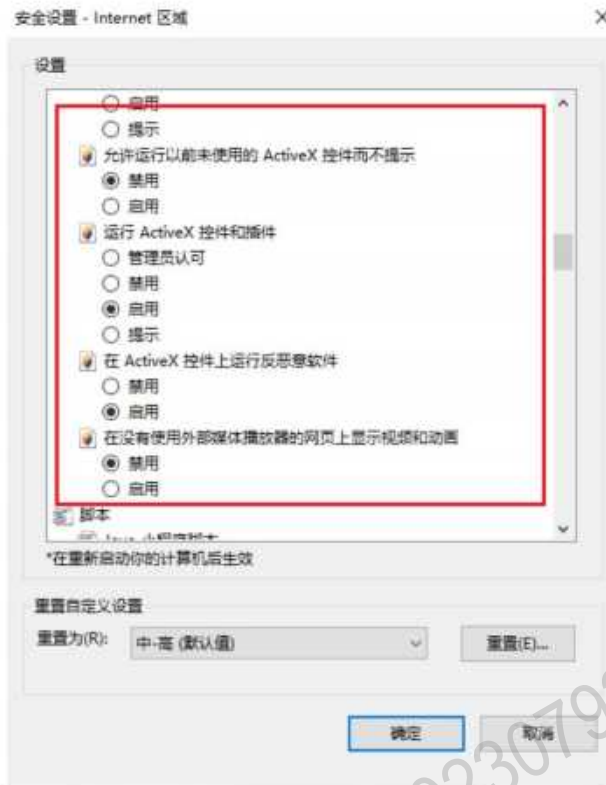 安全设置 - Internet 区域
设置
启用
提示
允许运行以前未使用的 ActiveX 控件而不提示
禁用
启用
运行 ActiveX 控件和插件
管理员认可
禁用
启用
提示
在 ActiveX 控件上运行反恶意软件
禁用
启用
在没有使用外部媒体播放器的网页上显示视频和动画
禁用
启用
脚本
Java 小程序脚本
*在重新启动你的计算机后生效
重置自定义设置
重置为(R): 中-高 (默认值) 重置(E)...
确定 取消